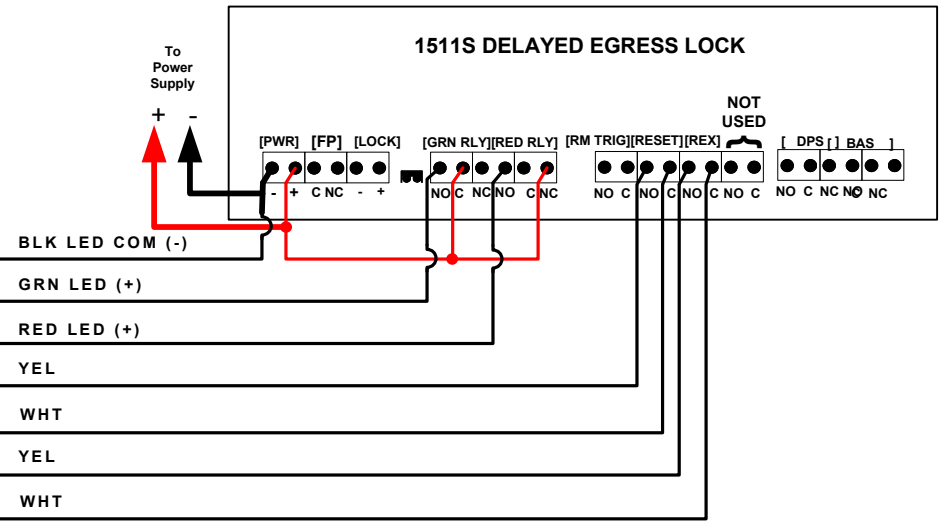 1511S DELAYED EGRESS LOCK
To
Power
Supply
+ -
NOT
USED
[PWR] [FP] [LOCK] [GRN RLY][RED RLY] [RM TRIG][RESET][REX] [ DPS [ ] BAS ]
- + C NC - + NO C NC NO C NC NO C NO C NO C NO C NO C NC NO C NC
BLK LED COM (-)
GRN LED (+)
RED LED (+)
YEL
WHT
YEL
WHT